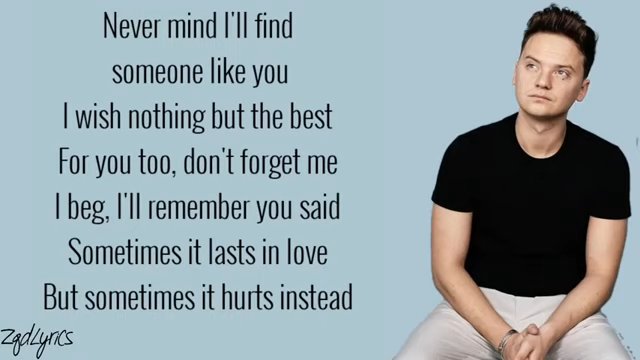 Never mind I'll find
someone like you
I wish nothing but the best
For you too, don't forget me
I beg, I'll remember you said
Sometimes it lasts in love
But sometimes it hurts instead
ZqdLyrics